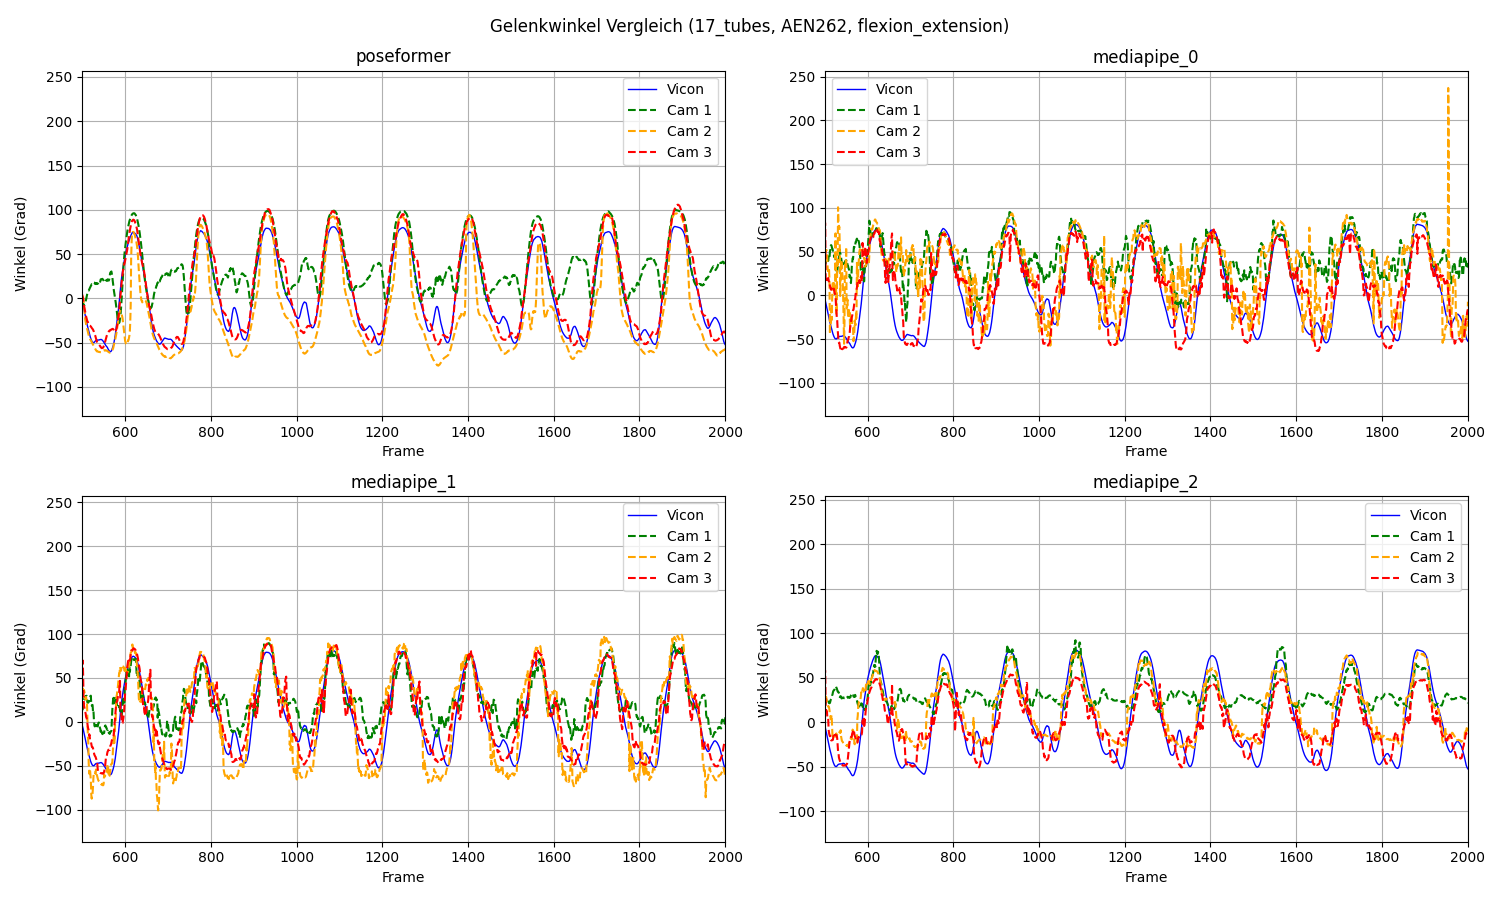 Gelenkwinkel Vergleich (17_tubes, AEN262, flexion_extension)
poseformer
250
200
150
100
50
0
−50
−100
Winkel (Grad)
Vicon
Cam 1
Cam 2
Cam 3
600 800 1000 1200 1400 1600 1800 2000
Frame
mediapipe_0
250
200
150
100
50
0
−50
−100
Winkel (Grad)
Vicon
Cam 1
Cam 2
Cam 3
600 800 1000 1200 1400 1600 1800 2000
Frame
mediapipe_1
250
200
150
100
50
0
−50
−100
Winkel (Grad)
Vicon
Cam 1
Cam 2
Cam 3
600 800 1000 1200 1400 1600 1800 2000
Frame
mediapipe_2
250
200
150
100
50
0
−50
−100
Winkel (Grad)
Vicon
Cam 1
Cam 2
Cam 3
600 800 1000 1200 1400 1600 1800 2000
Frame